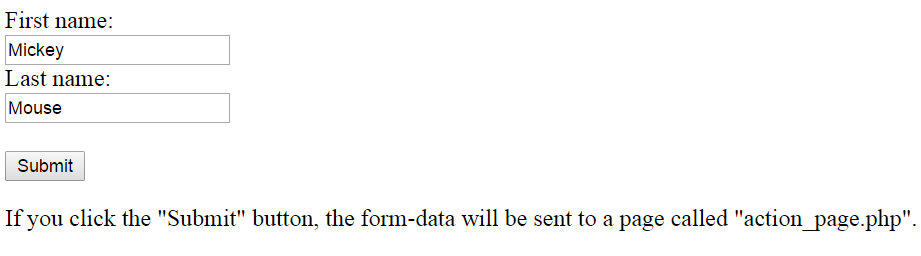 First name:
Mickey
Last name:
Mouse
Submit
If you click the "Submit" button, the form-data will be sent to a page called "action_page.php".